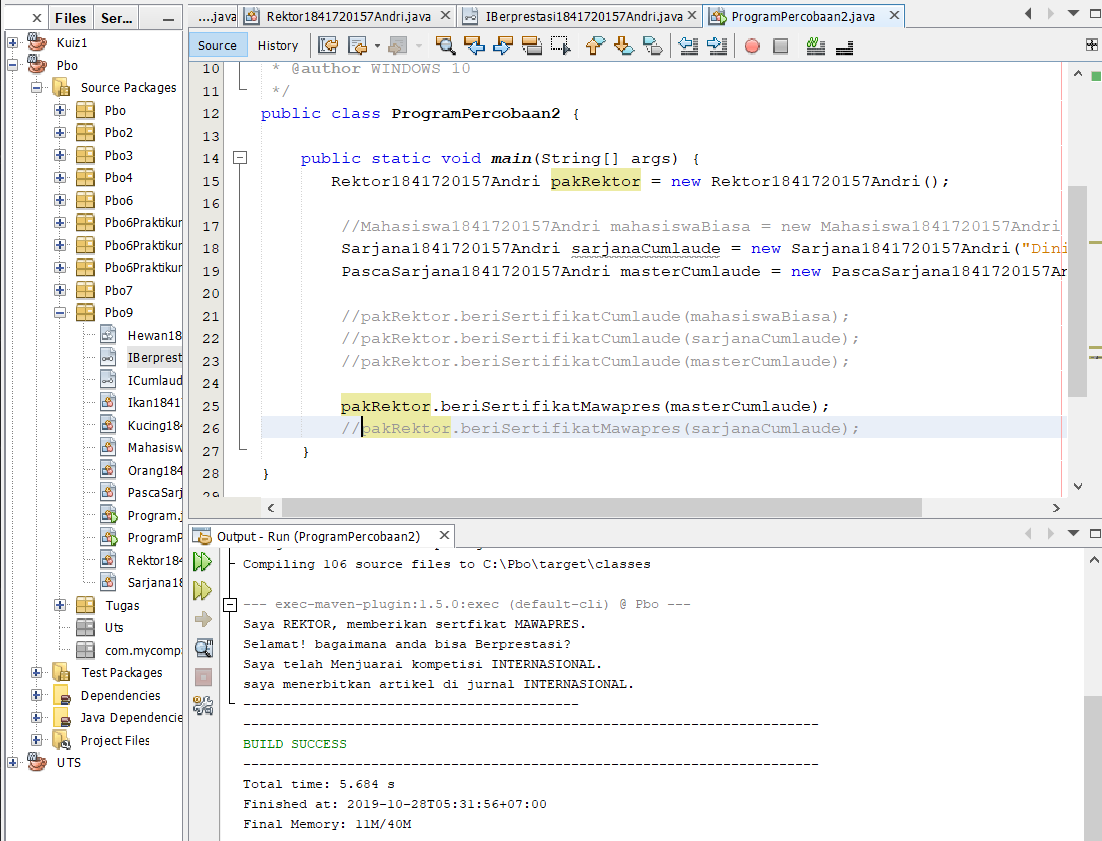 Files
Ser...
Kuiz1
Pbo
Source Packages
Pbo
Pbo2
Pbo3
Pbo4
Pbo6
Pbo6Praktikur
Pbo6Praktikur
Pbo6Praktikur
Pbo7
Pbo9
Hewan18
IBerprest
ICumlaud
Ikan1841
Kucing184
Mahasisw
Orang184
PascaSarj
Program.j
ProgramP
Rektor184
Sarjana18
Tugas
Uts
com.mycomp
Test Packages
Dependencies
Java Dependencie
Project Files
UTS
....java
Rektor1841720157Andri.java
IBerprestasi1841720157Andri.java
ProgramPercobaan2.java
Source
History
10 * @author WINDOWS 10
11 */
12 public class ProgramPercobaan2 {
13
14 public static void main(String[] args) {
15 Rektor1841720157Andri pakRektor = new Rektor1841720157Andri();
16
17 //Mahasiswa1841720157Andri mahasiswaBiasa = new Mahasiswa1841720157Andri
18 Sarjana1841720157Andri sarjanaCumlaude = new Sarjana1841720157Andri("Dini
19 PascaSarjana1841720157Andri masterCumlaude = new PascaSarjana1841720157An
20
21 //pakRektor.beriSertifikatCumlaude(mahasiswaBiasa);
22 //pakRektor.beriSertifikatCumlaude(sarjanaCumlaude);
23 //pakRektor.beriSertifikatCumlaude(masterCumlaude);
24
25 pakRektor.beriSertifikatMawapres(masterCumlaude);
26 //pakRektor.beriSertifikatMawapres(sarjanaCumlaude);
27 }
28 }
29
Output - Run (ProgramPercobaan2)
Compiling 106 source files to C:\Pbo\target\classes
--- exec-maven-plugin:1.5.0:exec (default-cli) @ Pbo ---
Saya REKTOR, memberikan sertfikat MAWAPRES.
Selamat! bagaimana anda bisa Berprestasi?
Saya telah Menjuarai kompetisi INTERNASIONAL.
saya menerbitkan artikel di jurnal INTERNASIONAL.
------------------------------------------
------------------------------------------------------------------------
BUILD SUCCESS
------------------------------------------------------------------------
Total time: 5.684 s
Finished at: 2019-10-28T05:31:56+07:00
Final Memory: 11M/40M